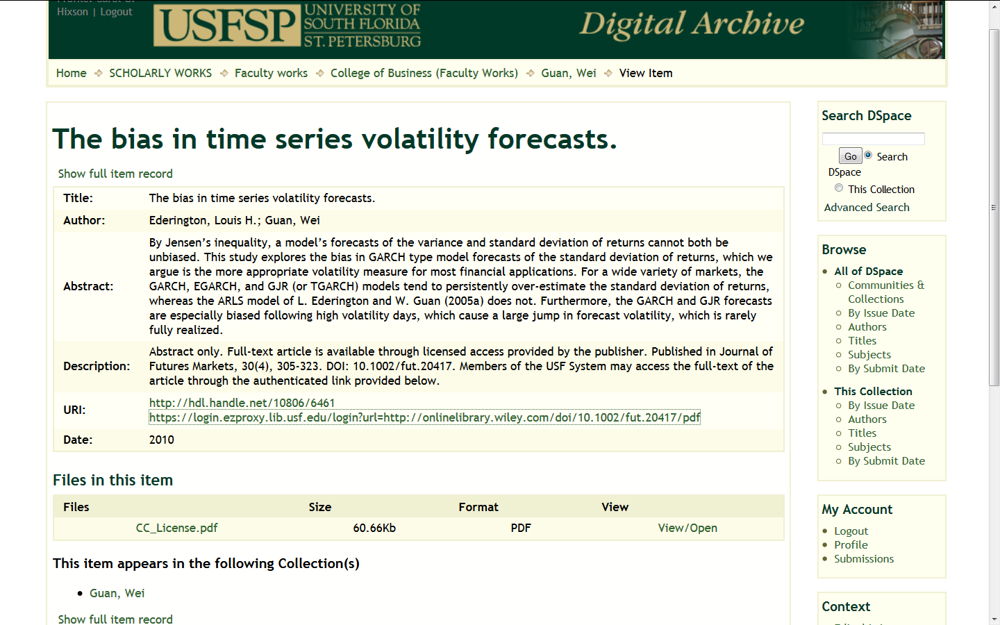 Hixson | Logout
USFSP UNIVERSITY OF
SOUTH FLORIDA
ST. PETERSBURG
Digital Archive
Home SCHOLARLY WORKS Faculty works College of Business (Faculty Works) Guan, Wei View Item
The bias in time series volatility forecasts.
Show full item record
Title: The bias in time series volatility forecasts.
Author: Ederington, Louis H.; Guan, Wei
Abstract:
By Jensen’s inequality, a model’s forecasts of the variance and standard deviation of returns cannot both be
unbiased. This study explores the bias in GARCH type model forecasts of the standard deviation of returns, which we
argue is the more appropriate volatility measure for most financial applications. For a wide variety of markets, the
GARCH, EGARCH, and GJR (or TGARCH) models tend to persistently over-estimate the standard deviation of returns,
whereas the ARLS model of L. Ederington and W. Guan (2005a) does not. Furthermore, the GARCH and GJR forecasts
are especially biased following high volatility days, which cause a large jump in forecast volatility, which is rarely
fully realized.
Description:
Abstract only. Full-text article is available through licensed access provided by the publisher. Published in Journal of
Futures Markets, 30(4), 305-323. DOI: 10.1002/fut.20417. Members of the USF System may access the full-text of the
article through the authenticated link provided below.
URI:
http://hdl.handle.net/10806/6461
https://login.ezproxy.lib.usf.edu/login?url=http://onlinelibrary.wiley.com/doi/10.1002/fut.20417/pdf
Date: 2010
Files in this item
Files Size Format View
CC_License.pdf 60.66Kb PDF View/Open
This item appears in the following Collection(s)
Guan, Wei
Show full item record
Search DSpace
Go Search
DSpace
This Collection
Advanced Search
Browse
All of DSpace
Communities &
Collections
By Issue Date
Authors
Titles
Subjects
By Submit Date
This Collection
By Issue Date
Authors
Titles
Subjects
By Submit Date
My Account
Logout
Profile
Submissions
Context